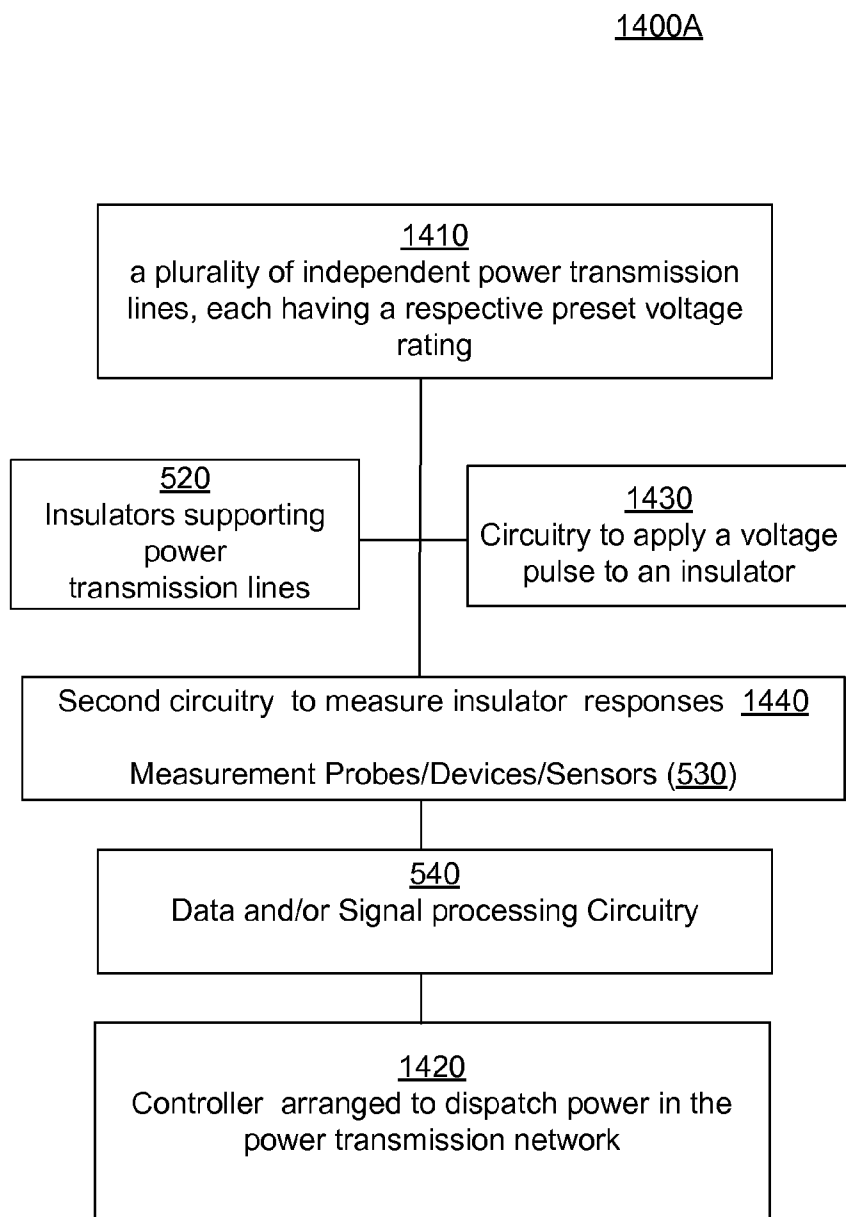 1400A
1410
a plurality of independent power transmission
lines, each having a respective preset voltage
rating
520
Insulators supporting
power
transmission lines
1430
Circuitry to apply a voltage
pulse to an insulator
Second circuitry to measure insulator responses 1440
Measurement Probes/Devices/Sensors (530)
540
Data and/or Signal processing Circuitry
1420
Controller arranged to dispatch power in the
power transmission network